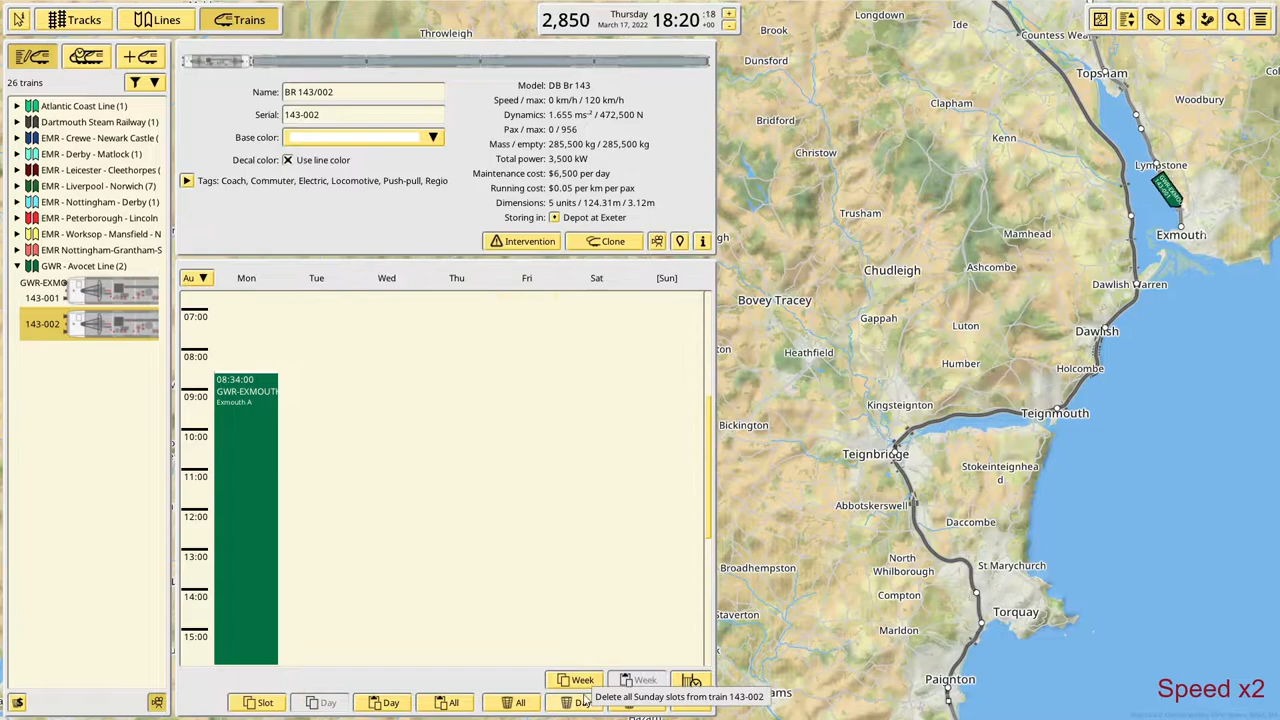 Tracks
Lines
Trains
2,850
Thursday
March 17, 2022
18:20
:18
+00
+
-
$
26 trains
Atlantic Coast Line (1)
Dartmouth Steam Railway (1)
EMR - Crewe - Newark Castle (
EMR - Derby - Matlock (1)
EMR - Leicester - Cleethorpes (
EMR - Liverpool - Norwich (7)
EMR - Nottingham - Derby (1)
EMR - Peterborough - Lincoln
EMR - Worksop - Mansfield - N
EMR Nottingham-Grantham-S
GWR - Avocet Line (2)
GWR-EXMO
143-001
143-002
Name:
BR 143/002
Serial:
143-002
Base color:
Decal color:
Use line color
Tags: Coach, Commuter, Electric, Locomotive, Push-pull, Regio
Model: DB Br 143
Speed / max: 0 km/h / 120 km/h
Dynamics: 1.655 ms⁻² / 472,500 N
Pax / max: 0 / 956
Mass / empty: 285,500 kg / 285,500 kg
Total power: 3,500 kW
Maintenance cost: $6,500 per day
Running cost: $0.05 per km per pax
Dimensions: 5 units / 124.31m / 3.12m
Storing in: Depot at Exeter
Intervention
Clone
Au
Mon
Tue
Wed
Thu
Fri
Sat
[Sun]
07:00
08:00
09:00
10:00
11:00
12:00
13:00
14:00
15:00
08:34:00
GWR-EXMOUTH
Exmouth A
Week
Week
Slot
Day
Day
All
All
Delete all Sunday slots from train 143-002
Throwleigh
Longdown
Ide
Countess Wea
Brook
Dunsford
Topsham
Clapham
Woodbury
Bridford
Kenn
Christow
Lympstone
Trusham
Exmouth
Mamhead
Chudleigh
Ashcombe
Dawlish Warren
Bovey Tracey
Gappah
Luton
Dawlish
Heathfield
Humber
Holcombe
Kingsteignton
Teignmouth
Bickington
Teignbridge
Stokeinteignhea
d
Abbotskerswell
Daccombe
North
Whilborough
Broadhempston
St Marychurch
Compton
Staverton
Torquay
Marldon
Paignton
Speed x2